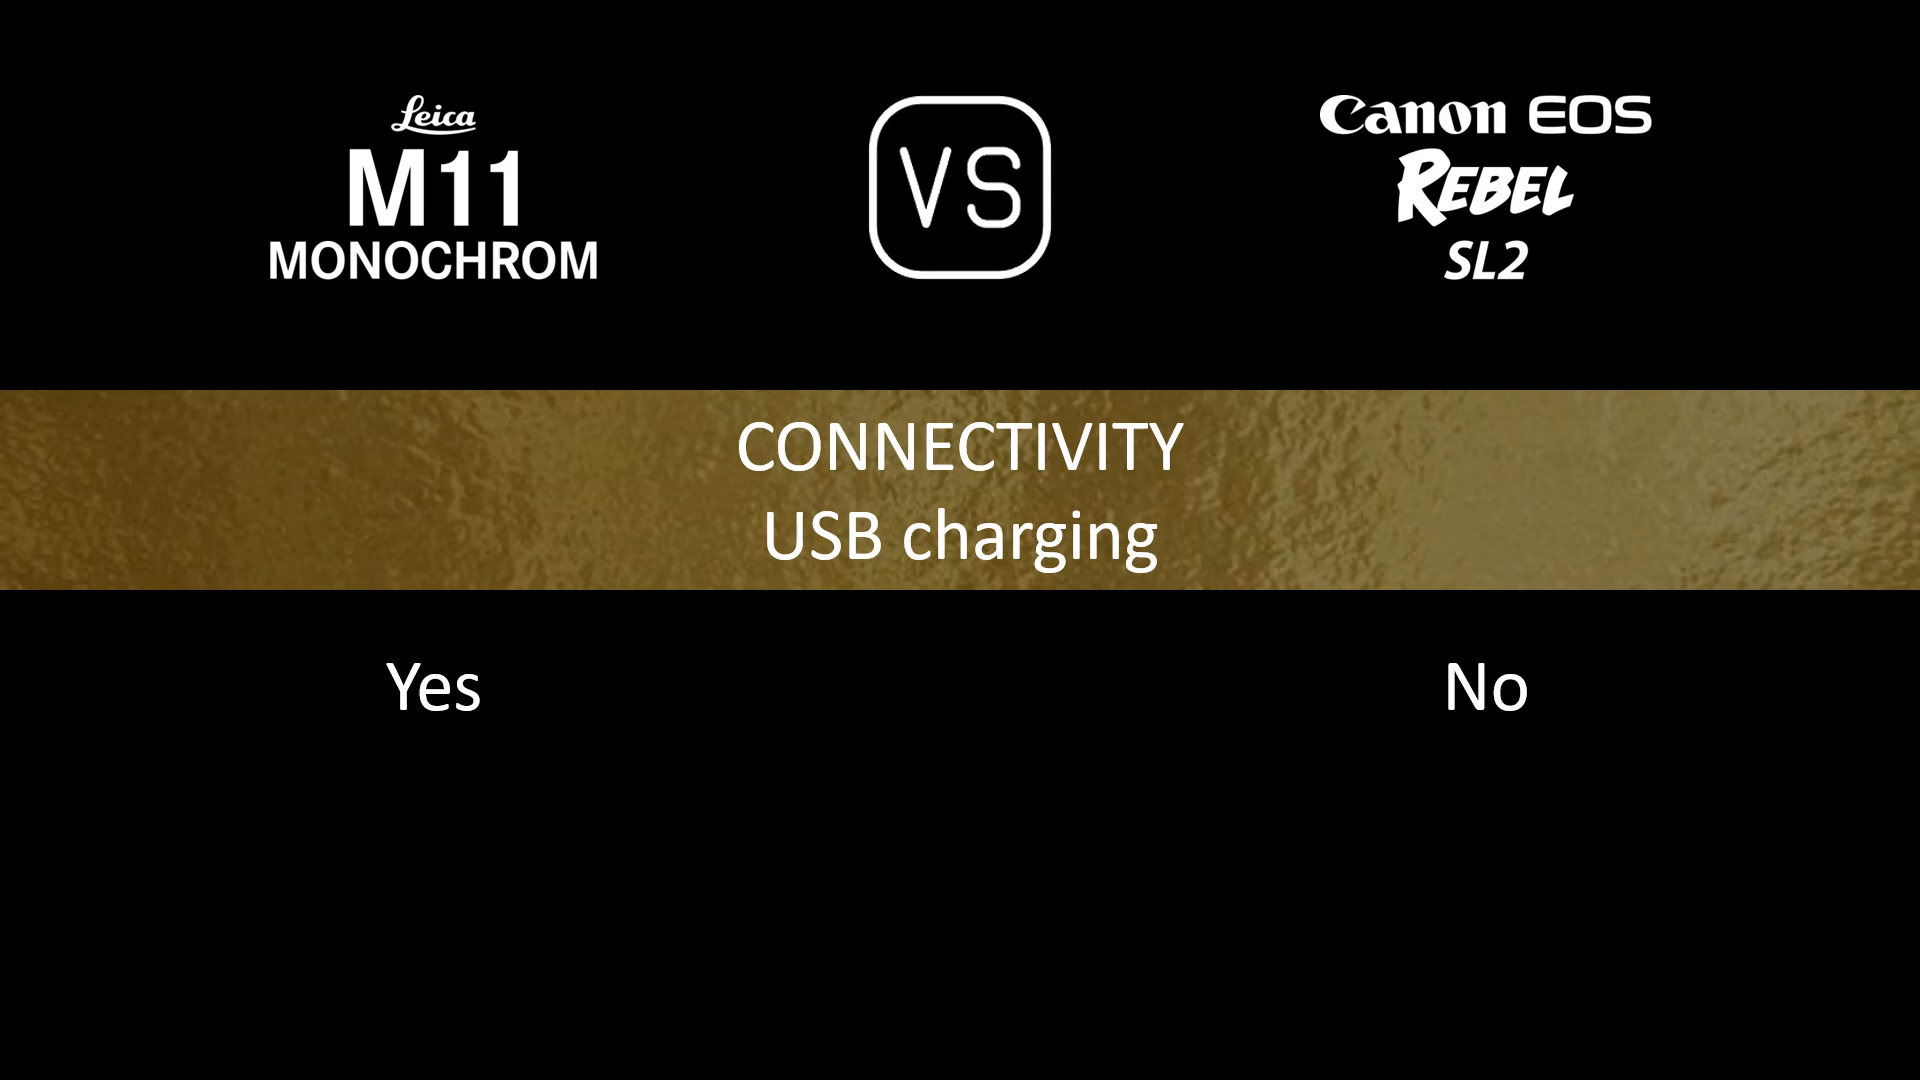 Leica
M11
MONOCHROM
VS
Canon EOS
REBEL
SL2
CONNECTIVITY
USB charging
Yes
No